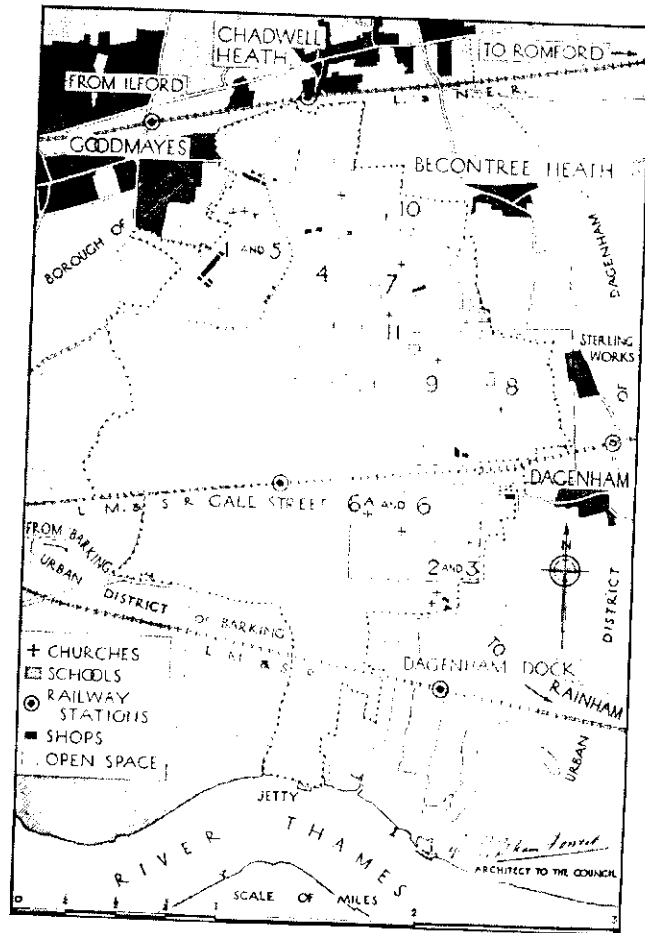 CHADWELL
HEATH
TO ROMFORD
FROM ILFORD
L. & N.E.R.
GOODMAYES
BECONTREE HEATH
10
BOROUGH OF
1 AND 5
4
7
DAGENHAM
11
STERLING
WORKS
9
8
OF
DAGENHAM
L M. & S R GALE STREET
6A AND 6
FROM BARKING
URBAN DISTRICT OF BARKING
2 AND 3
N
DISTRICT
+ CHURCHES
SCHOOLS
RAILWAY
STATIONS
SHOPS
OPEN SPACE
L M & S
DAGENHAM DOCK
TO
RAINHAM
URBAN
JETTY
RIVER THAMES
ARCHITECT TO THE COUNCIL
SCALE OF MILES
0
1
2
3